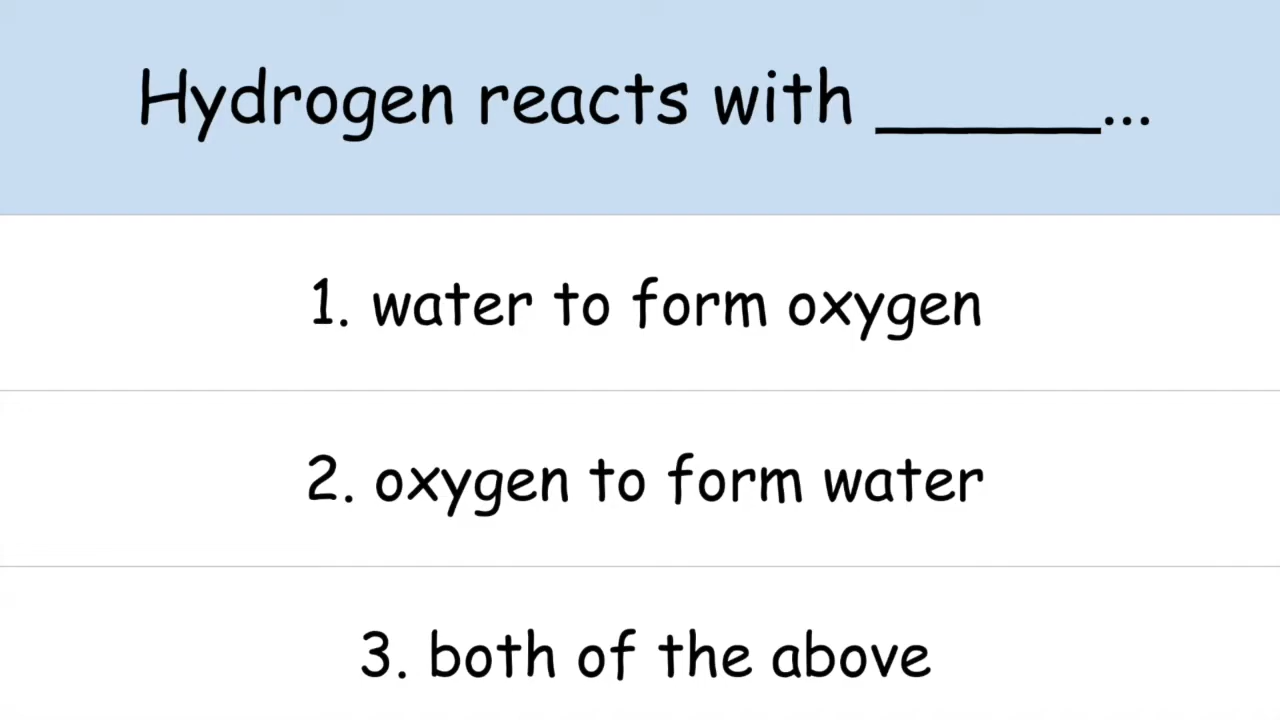 Hydrogen reacts with ______...
1. water to form oxygen
2. oxygen to form water
3. both of the above